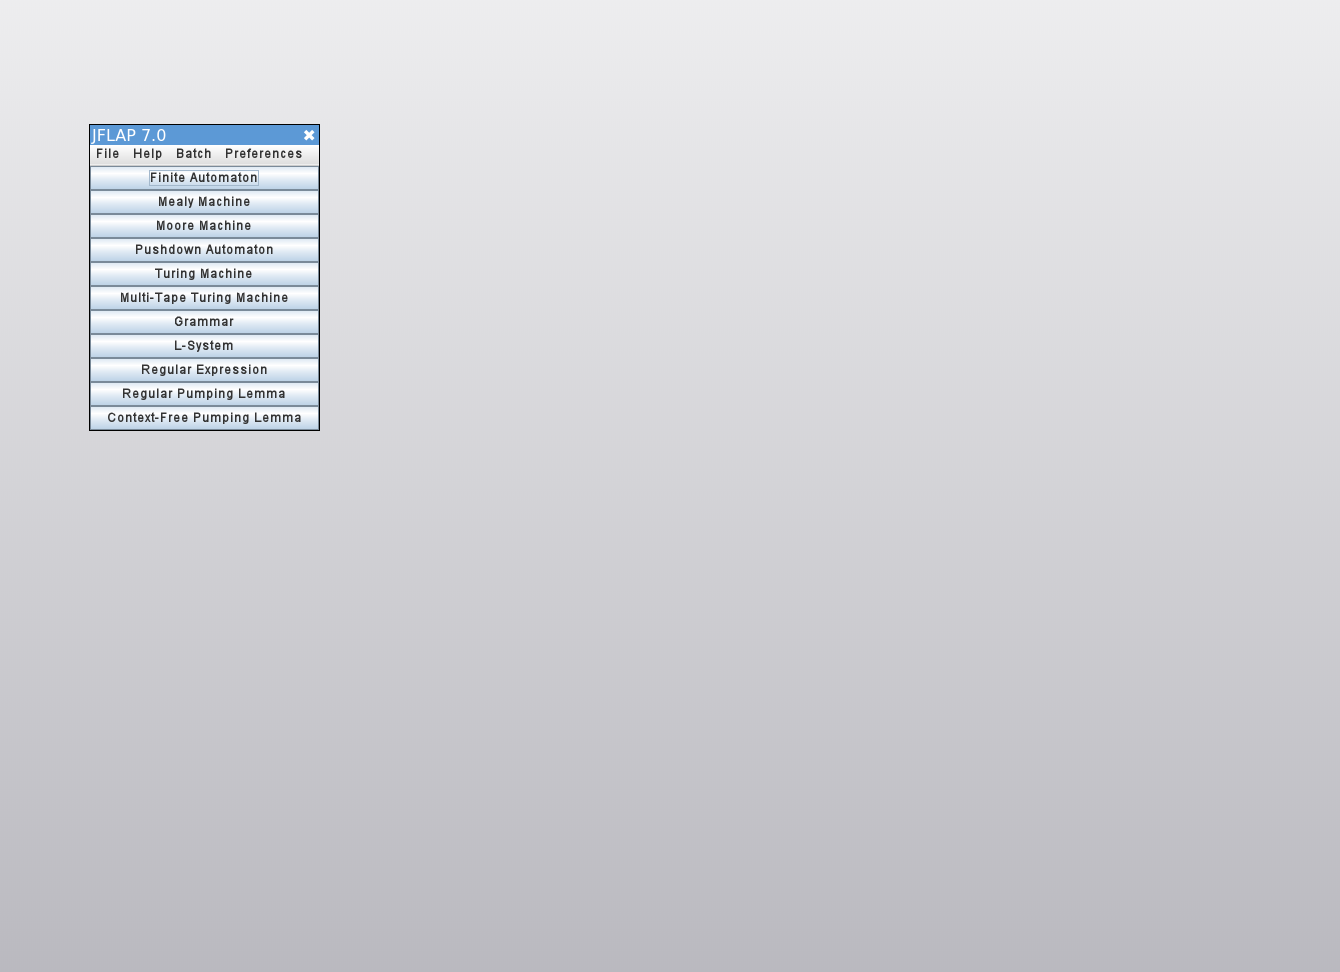 JFLAP 7.0
File Help Batch Preferences
Finite Automaton
Mealy Machine
Moore Machine
Pushdown Automaton
Turing Machine
Multi-Tape Turing Machine
Grammar
L-System
Regular Expression
Regular Pumping Lemma
Context-Free Pumping Lemma